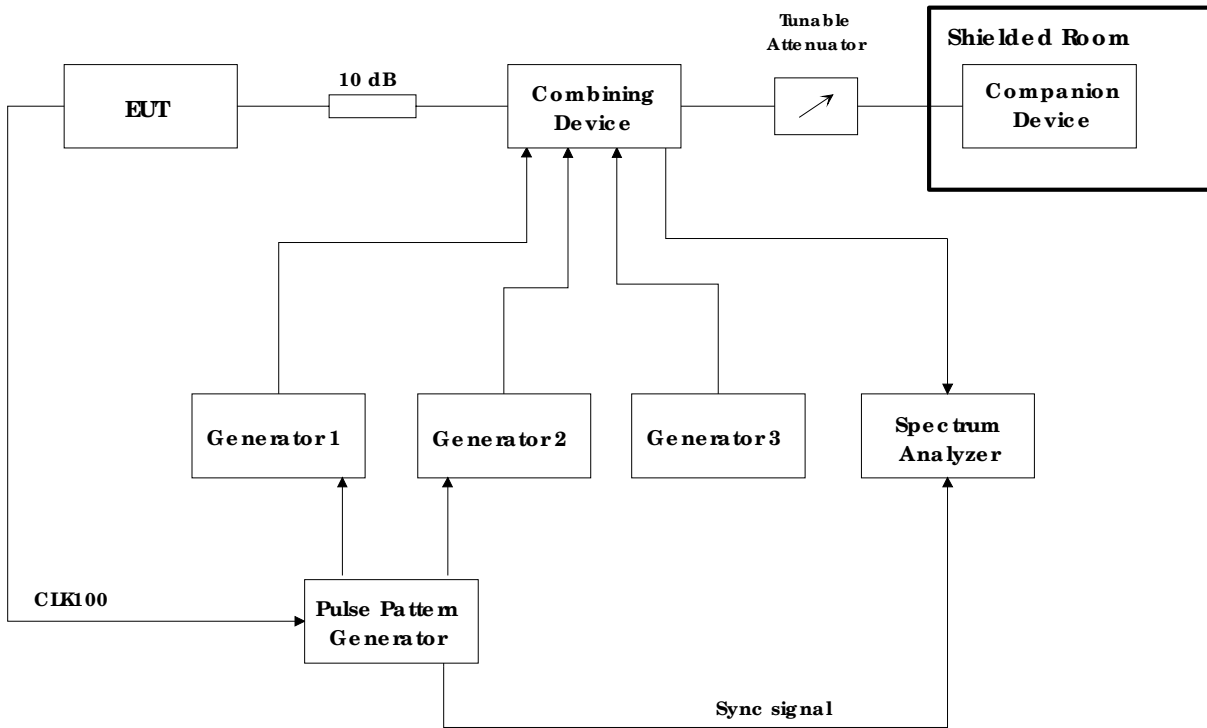 Tunable
Attenuator
Shielded Room
10 dB
EUT
Combining
Device
Companion
Device
Generator 1
Generator 2
Generator 3
Spectrum
Analyzer
CLK100
Pulse Pattern
Generator
Sync signal